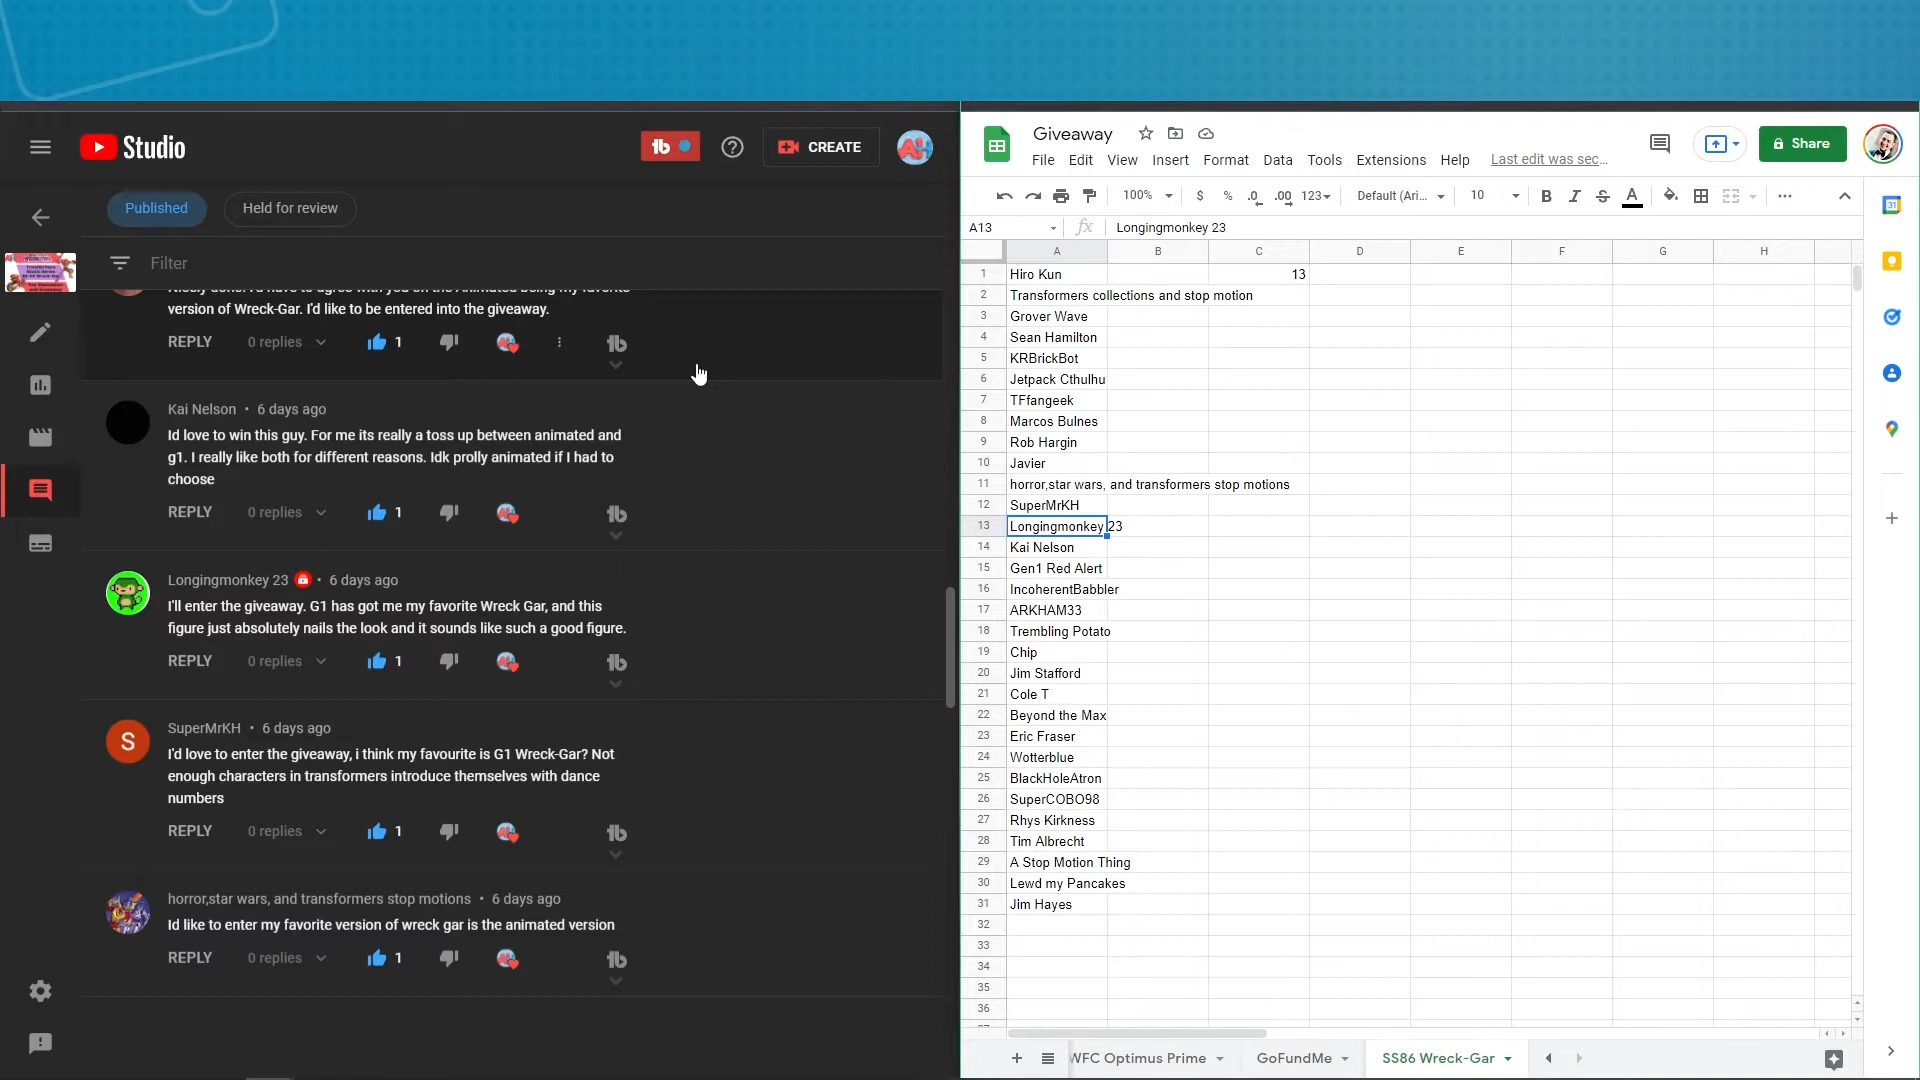 Studio
CREATE
Published
Held for review
Filter
version of Wreck-Gar. I'd like to be entered into the giveaway.
REPLY 0 replies 1
Kai Nelson • 6 days ago
Id love to win this guy. For me its really a toss up between animated and
g1. I really like both for different reasons. Idk prolly animated if I had to
choose
REPLY 0 replies 1
Longingmonkey 23 • 6 days ago
I'll enter the giveaway. G1 has got me my favorite Wreck Gar, and this
figure just absolutely nails the look and it sounds like such a good figure.
REPLY 0 replies 1
S
SuperMrKH • 6 days ago
I'd love to enter the giveaway, i think my favourite is G1 Wreck-Gar? Not
enough characters in transformers introduce themselves with dance
numbers
REPLY 0 replies 1
horror,star wars, and transformers stop motions • 6 days ago
Id like to enter my favorite version of wreck gar is the animated version
REPLY 0 replies 1
Giveaway
File Edit View Insert Format Data Tools Extensions Help Last edit was sec...
Share
100% $ % .0 .00 123 Default (Ari... 10 B I S A
A13 fx Longingmonkey 23
A B C D E F G H
1 Hiro Kun 13
2 Transformers collections and stop motion
3 Grover Wave
4 Sean Hamilton
5 KRBrickBot
6 Jetpack Cthulhu
7 TFfangeek
8 Marcos Bulnes
9 Rob Hargin
10 Javier
11 horror,star wars, and transformers stop motions
12 SuperMrKH
13 Longingmonkey 23
14 Kai Nelson
15 Gen1 Red Alert
16 IncoherentBabbler
17 ARKHAM33
18 Trembling Potato
19 Chip
20 Jim Stafford
21 Cole T
22 Beyond the Max
23 Eric Fraser
24 Wotterblue
25 BlackHoleAtron
26 SuperCOBO98
27 Rhys Kirkness
28 Tim Albrecht
29 A Stop Motion Thing
30 Lewd my Pancakes
31 Jim Hayes
32
33
34
35
36
WFC Optimus Prime GoFundMe SS86 Wreck-Gar